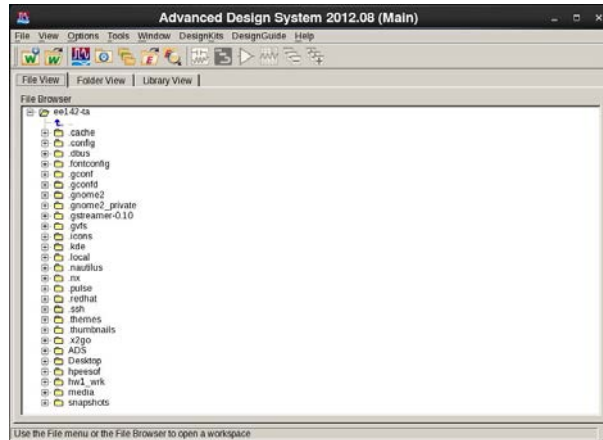 Advanced Design System 2012.08 (Main)
File View Options Tools Window DesignKits DesignGuide Help
File View Folder View Library View
File Browser
ee142-ta
..
.cache
.config
.dbus
.fontconfig
.gconf
.gconfd
.gnome2
.gnome2_private
.gstreamer-0.10
.gvfs
.icons
.kde
.local
.nautilus
.nx
.pulse
.redhat
.ssh
.themes
.thumbnails
.x2go
ADS
Desktop
hpeesof
hw1_wrk
media
snapshots
Use the File menu or the File Browser to open a workspace